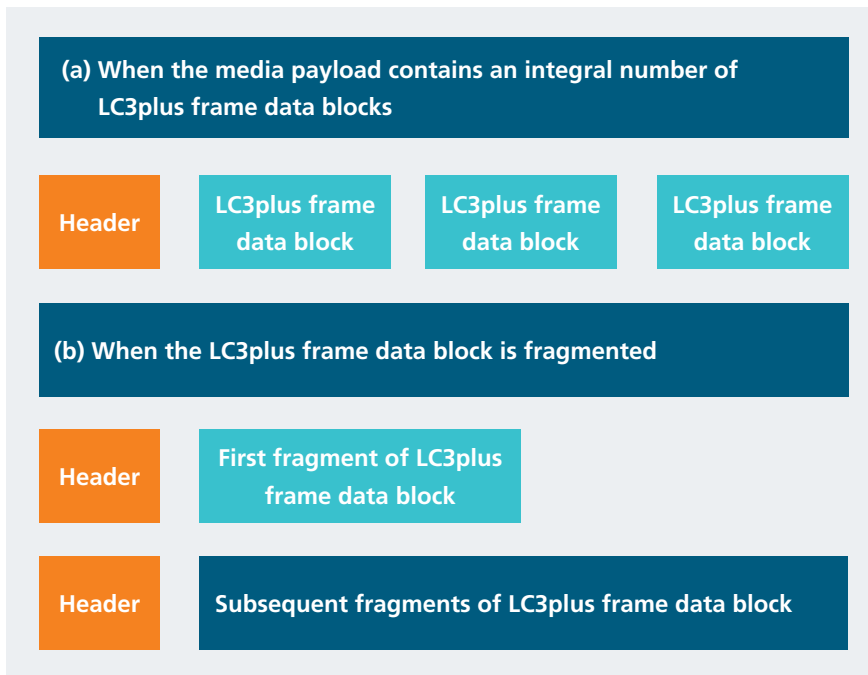 (a) When the media payload contains an integral number of
LC3plus frame data blocks
Header
LC3plus frame
data block
LC3plus frame
data block
LC3plus frame
data block
(b) When the LC3plus frame data block is fragmented
Header
First fragment of LC3plus
frame data block
Header
Subsequent fragments of LC3plus frame data block